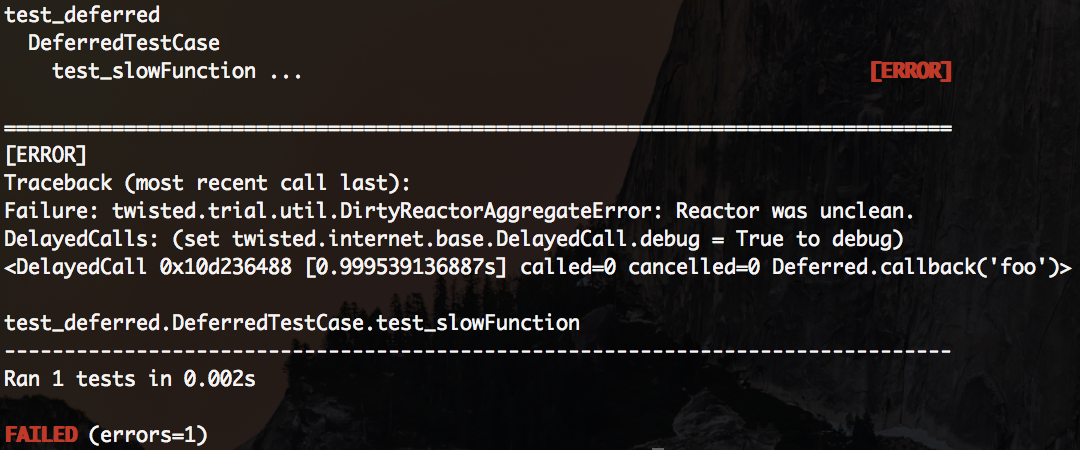 test_deferred
  DeferredTestCase
    test_slowFunction ...                                               [ERROR]
===============================================================================
[ERROR]
Traceback (most recent call last):
Failure: twisted.trial.util.DirtyReactorAggregateError: Reactor was unclean.
DelayedCalls: (set twisted.internet.base.DelayedCall.debug = True to debug)
<DelayedCall 0x10d236488 [0.999539136887s] called=0 cancelled=0 Deferred.callback('foo')>
test_deferred.DeferredTestCase.test_slowFunction
-------------------------------------------------------------------------------
Ran 1 tests in 0.002s
FAILED (errors=1)